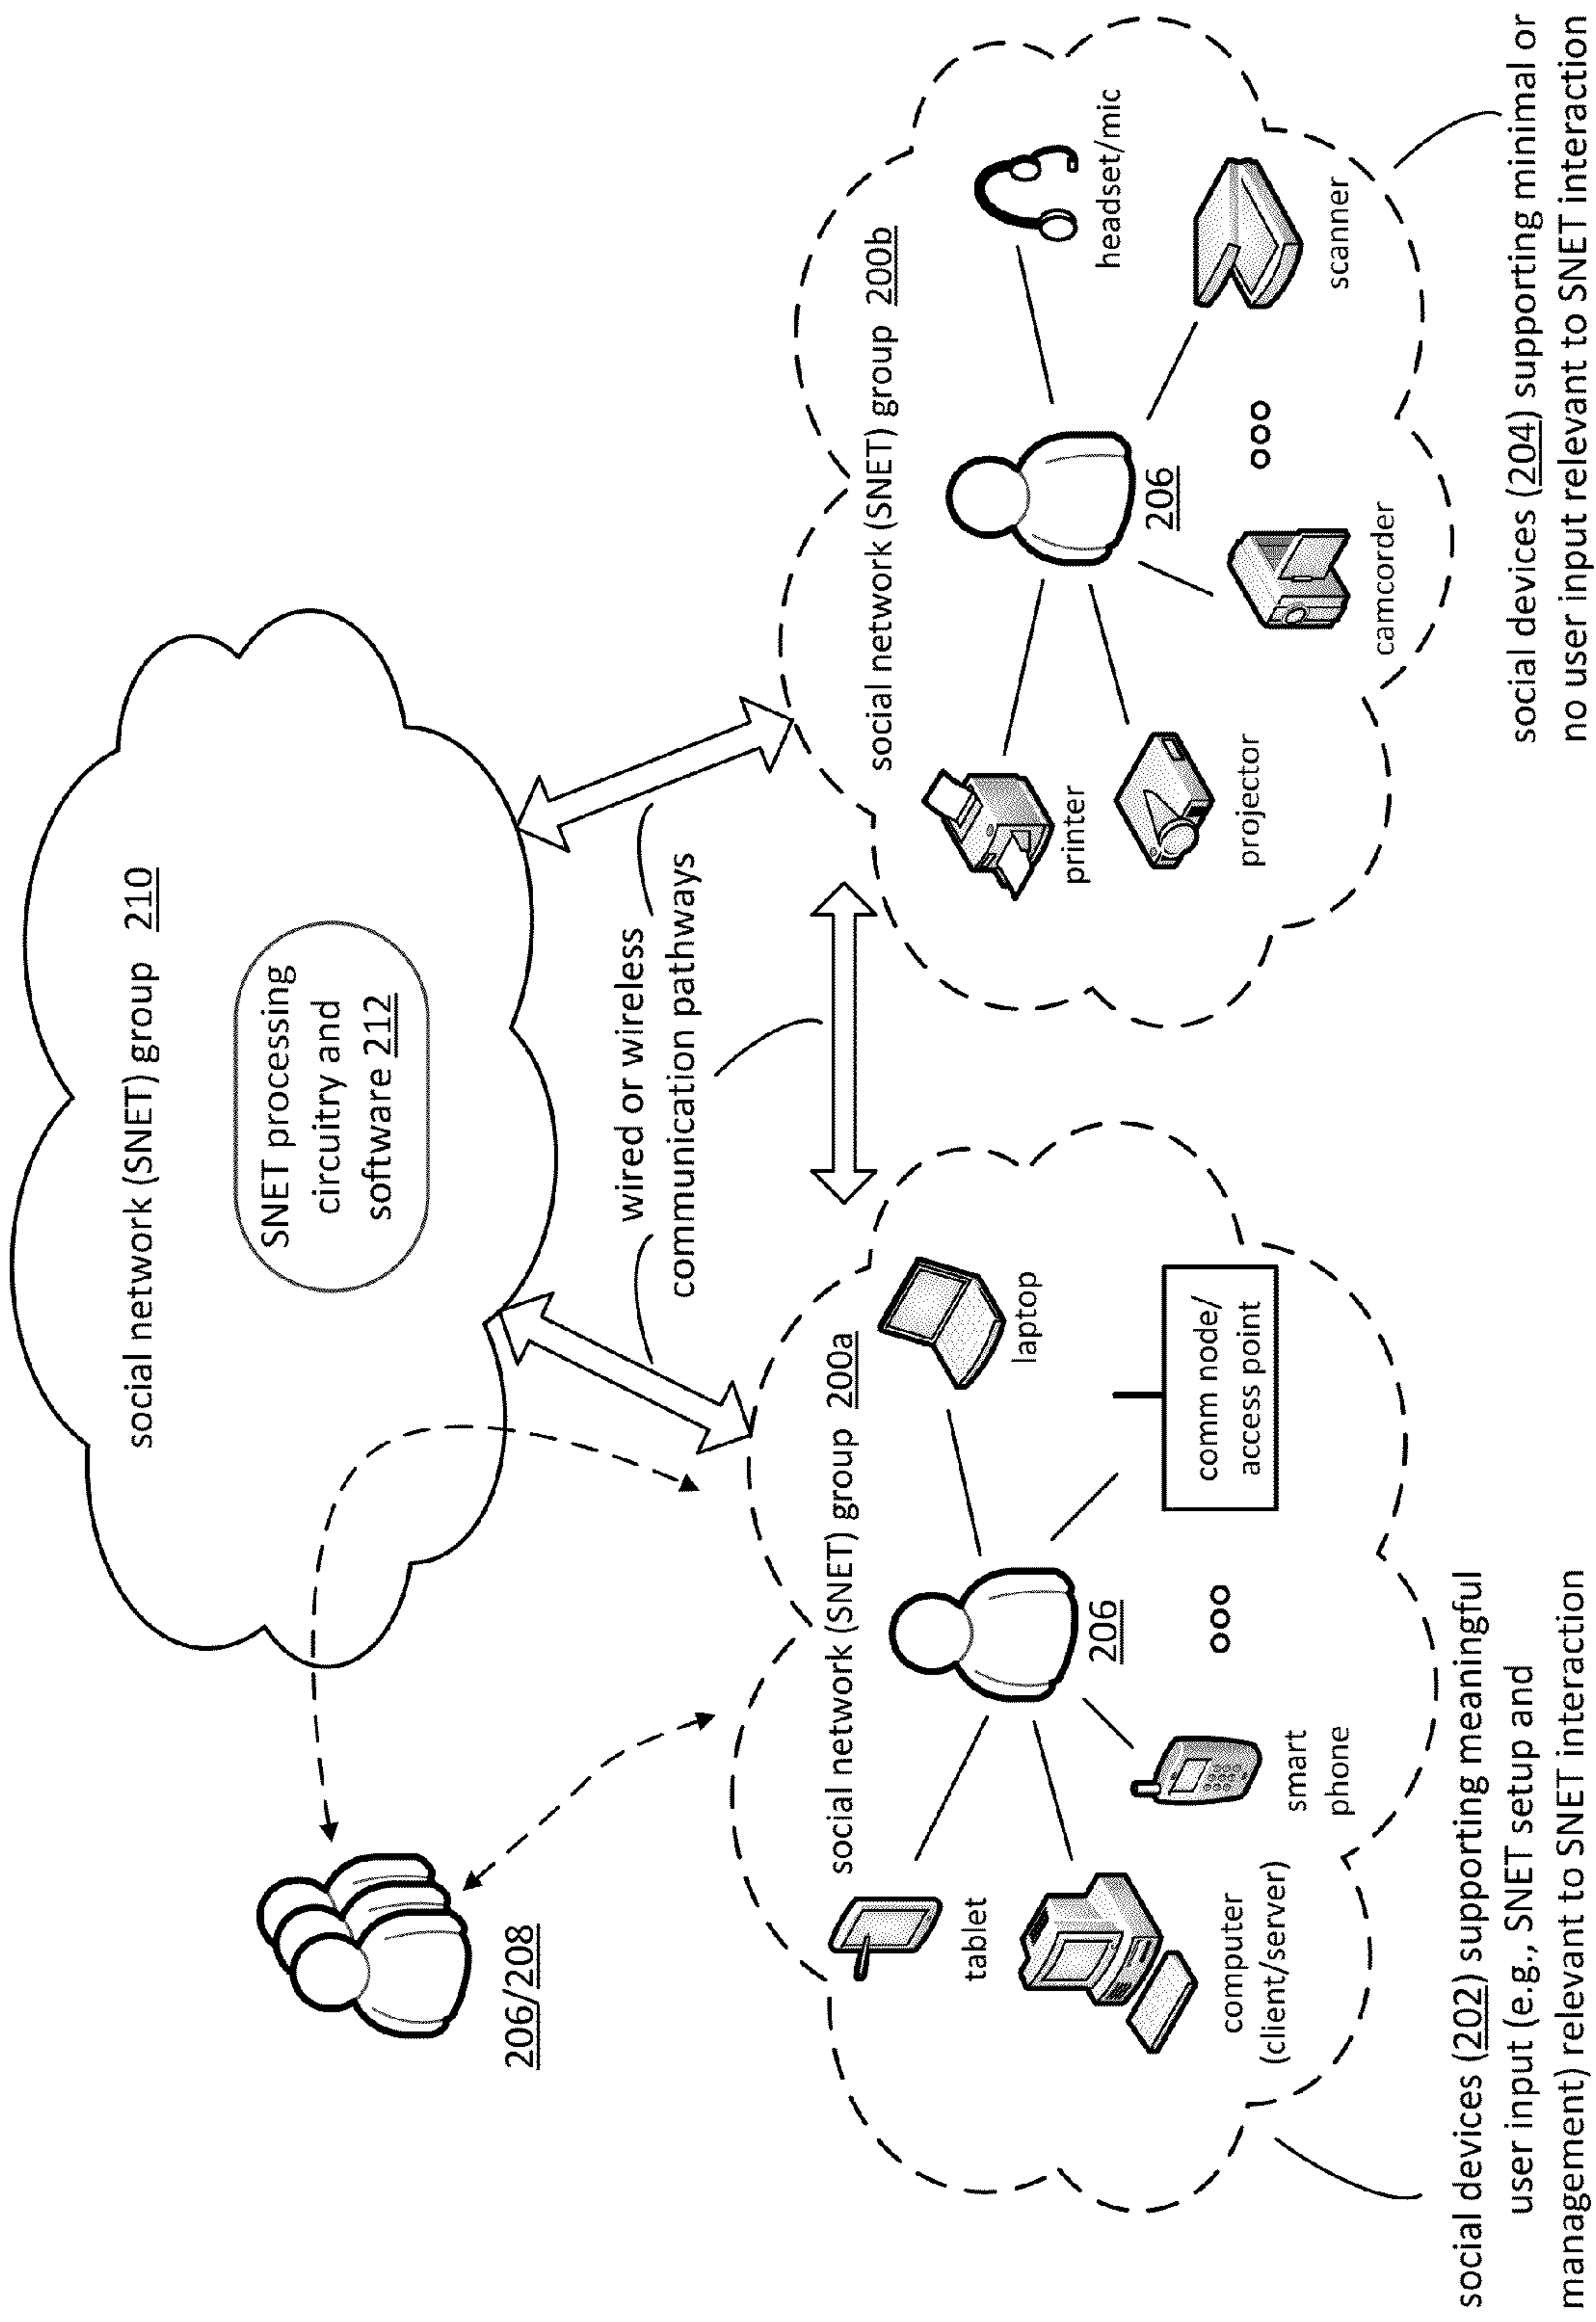 social network (SNET) group 210
SNET processing
circuitry and
software 212
206/208
wired or wireless
communication pathways
social network (SNET) group 200a
tablet
laptop
computer
(client/server)
206
smart
phone
comm node/
access point
social devices (202) supporting meaningful
user input (e.g., SNET setup and
management) relevant to SNET interaction
social network (SNET) group 200b
printer
headset/mic
206
projector
camcorder
scanner
social devices (204) supporting minimal or
no user input relevant to SNET interaction